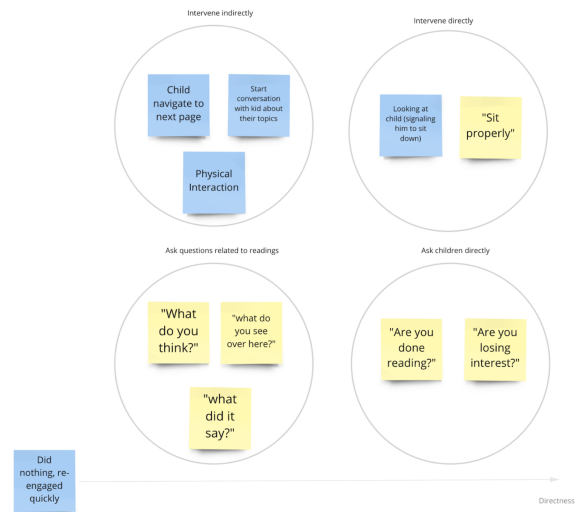 Intervene indirectly
Intervene directly
Child
navigate to
next page
Start
conversation
with kid about
their topics
Physical
Interaction
Looking at
child (signaling
him to sit
down)
"Sit
properly"
Ask questions related to readings
Ask children directly
"What
do you
think?"
"what do
you see
over here?"
"what
did it
say?"
"Are you
done
reading?"
"Are you
losing
interest?"
Did
nothing, re-
engaged
quickly
Directness